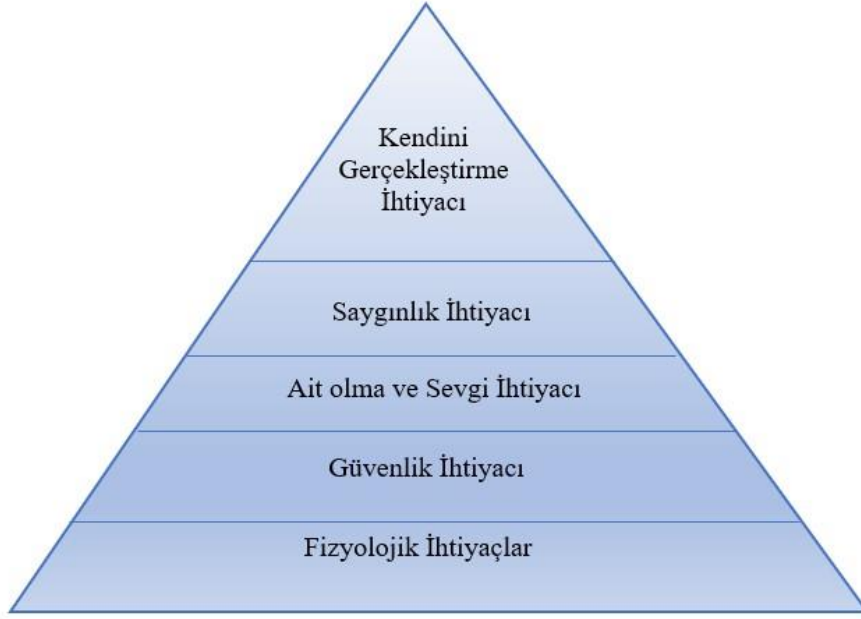 Kendini
Gerçekleştirme
İhtiyacı
Saygınlık İhtiyacı
Ait olma ve Sevgi İhtiyacı
Güvenlik İhtiyacı
Fizyolojik İhtiyaçlar